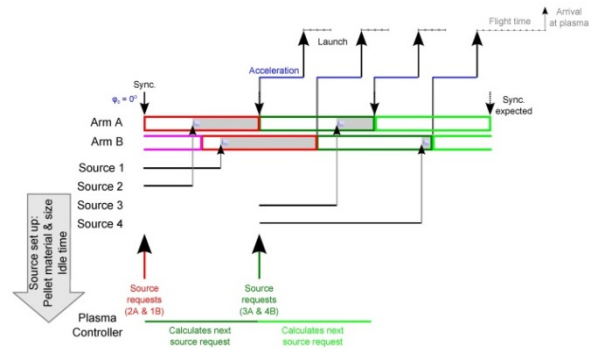 Arrival
at plasma
Flight time
Launch
Acceleration
Sync.
φ₀ = 0°
Sync.
expected
Arm A
Arm B
Source 1
Source 2
Source 3
Source 4
Source set up:
Pellet material & size
Idle time
Source
requests
(2A & 1B)
Source
requests
(3A & 4B)
Plasma
Controller
Calculates next
source request
Calculates next
source request